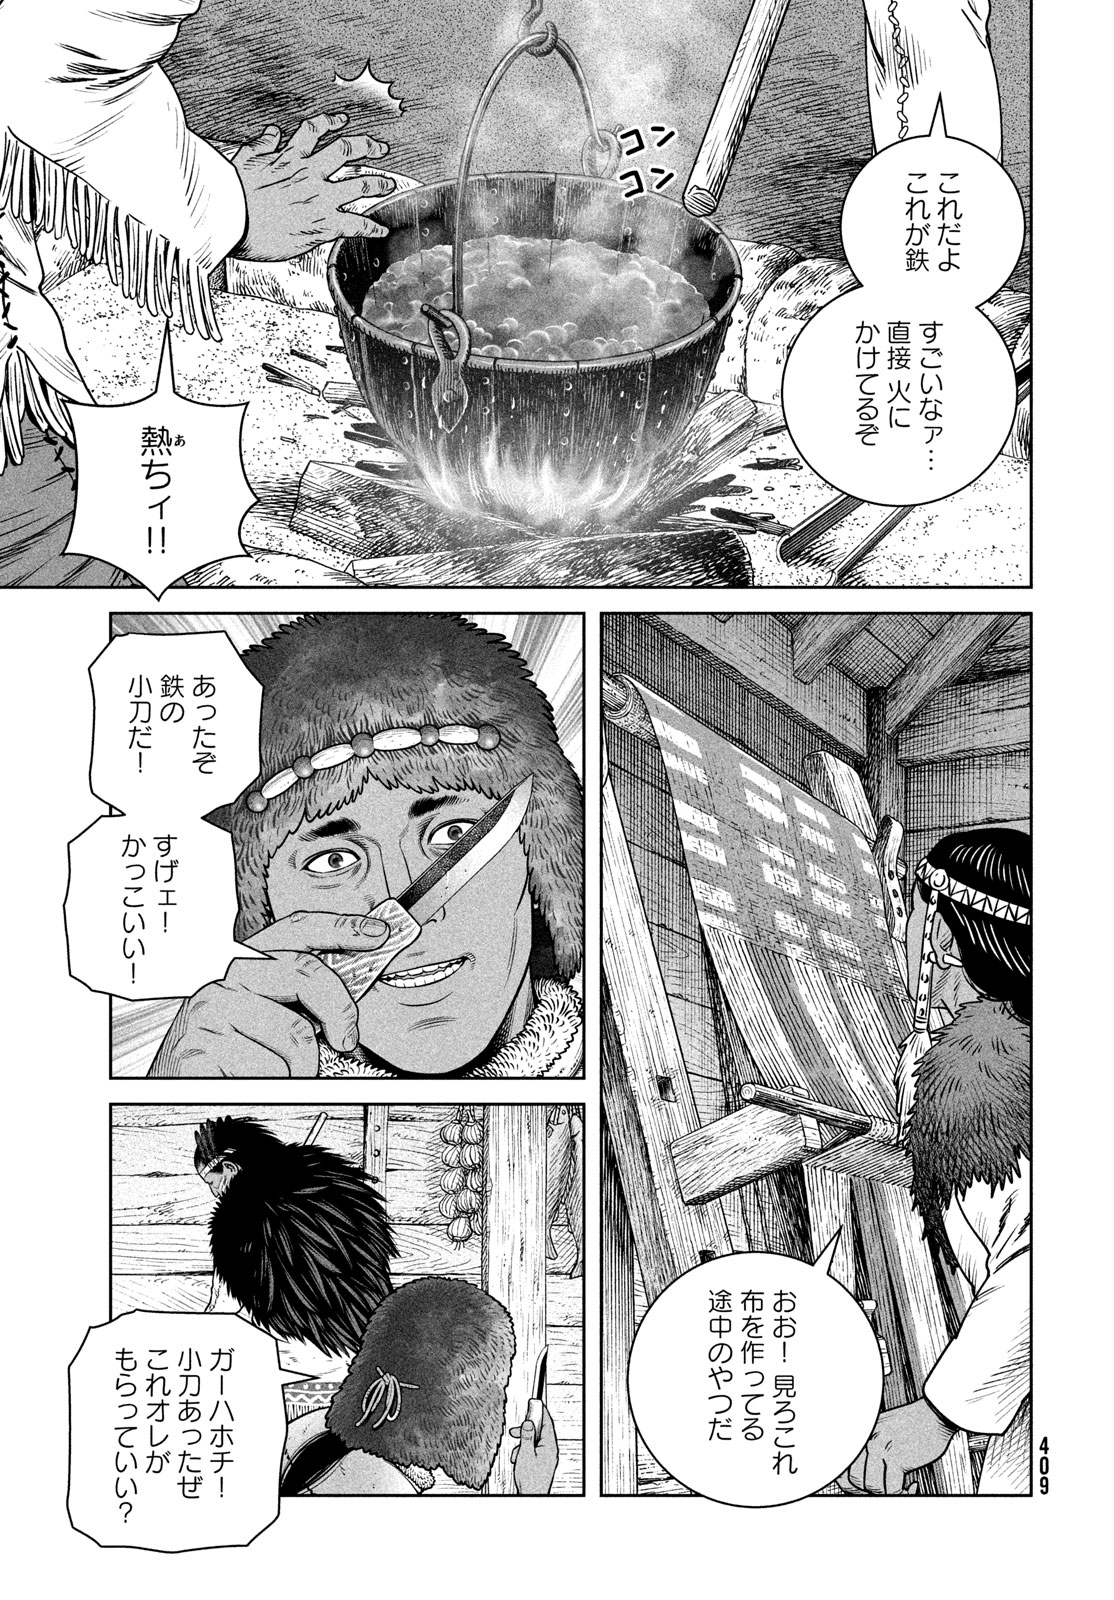 これだよ
これが鉄
すごいなァ…
直接 火に
かけてるぞ
コン
コン
熱ちィ!!
あ
おお！見ろこれ
布を作ってる
途中のやつだ
あったぞ
鉄の
小刀だ！
すげェ！
かっこいい！
ガーハホチ！
小刀あったぜ
これオレが
もらっていい？
409